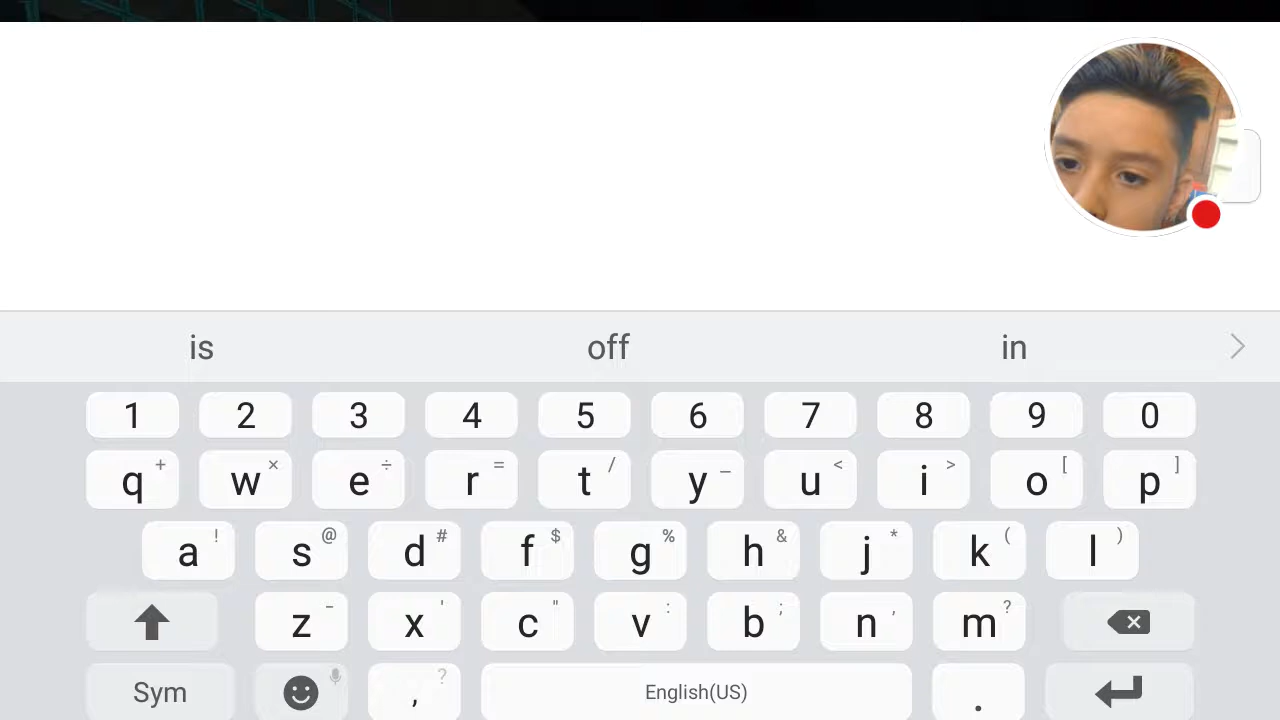 is off in
1 2 3 4 5 6 7 8 9 0
q + w × e ÷ r = t / y _ u < i > o [ p ]
a ! s @ d # f $ g % h & j * k ( l )
z - x ' c " v : b ; n , m ?
Sym , ? English(US) .